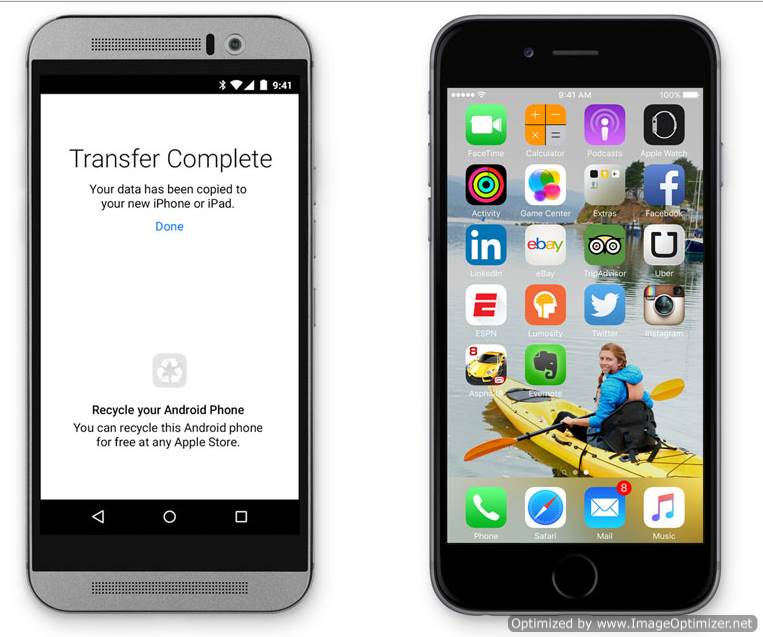 9:41
Transfer Complete
Your data has been copied to
your new iPhone or iPad.
Done
Recycle your Android Phone
You can recycle this Android phone
for free at any Apple Store.
9:41 AM 100%
FaceTime Calculator Podcasts Apple Watch
Activity Game Center Extras Facebook
in ebay
LinkedIn eBay TripAdvisor Uber
E
ESPN Lumosity Twitter Instagram
8
Evernote
8
Phone Safari Mail Music
Optimized by www.ImageOptimizer.net